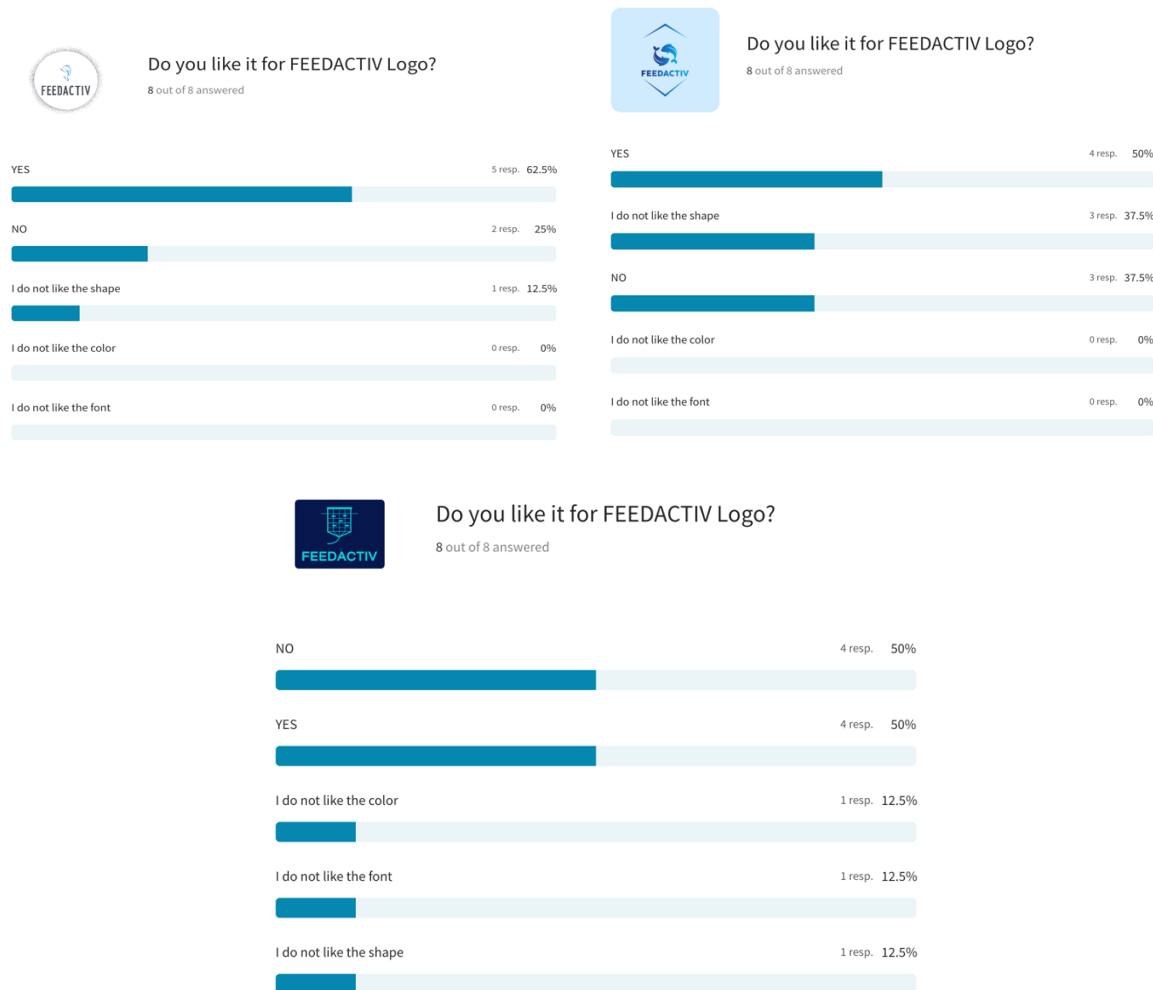 Do you like it for FEEDACTIV Logo?
8 out of 8 answered
FEEDACTIV
YES 5 resp. 62.5%
NO 2 resp. 25%
I do not like the shape 1 resp. 12.5%
I do not like the color 0 resp. 0%
I do not like the font 0 resp. 0%
Do you like it for FEEDACTIV Logo?
8 out of 8 answered
FEEDACTIV
YES 4 resp. 50%
I do not like the shape 3 resp. 37.5%
NO 3 resp. 37.5%
I do not like the color 0 resp. 0%
I do not like the font 0 resp. 0%
Do you like it for FEEDACTIV Logo?
8 out of 8 answered
FEEDACTIV
NO 4 resp. 50%
YES 4 resp. 50%
I do not like the color 1 resp. 12.5%
I do not like the font 1 resp. 12.5%
I do not like the shape 1 resp. 12.5%